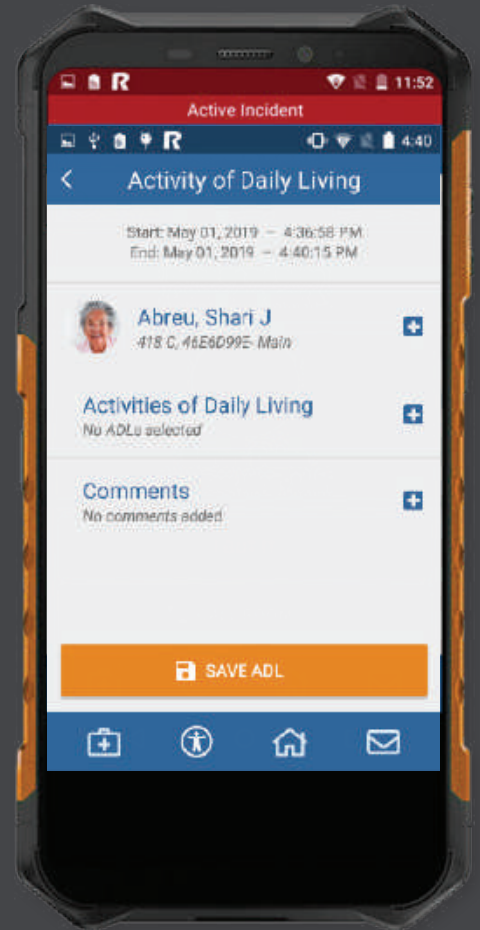 R 11:52
Active Incident
R 4:40
Activity of Daily Living
Start: May 01, 2019 – 4:36:58 PM
End: May 01, 2019 – 4:40:15 PM
Abreu, Shari J
418 C, 46E6D99E- Main
Activities of Daily Living
No ADLs selected
Comments
No comments added
SAVE ADL